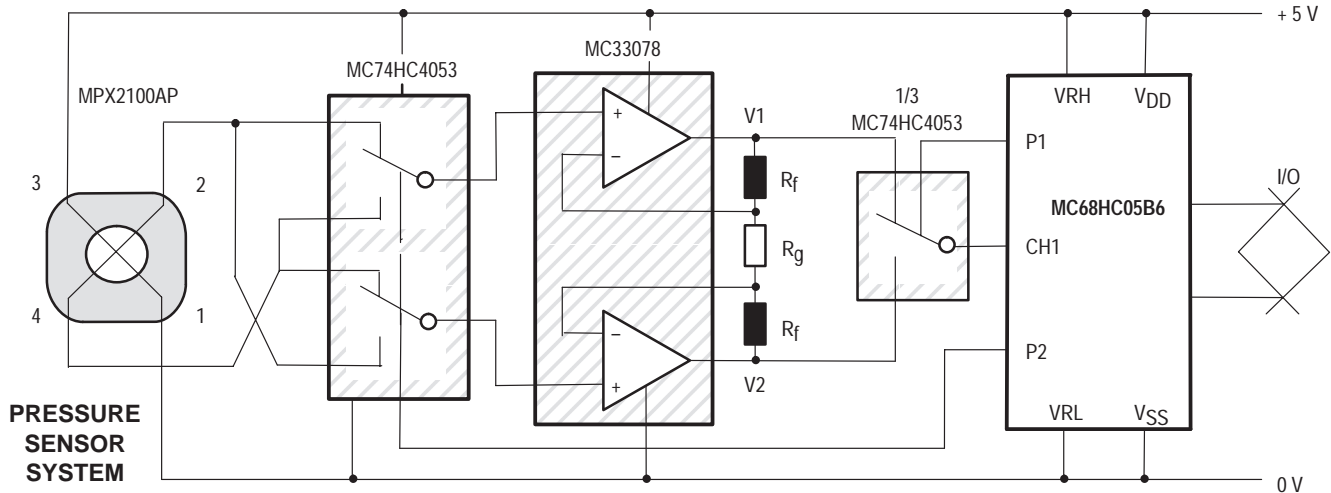 + 5 V
MC33078
MC74HC4053
MPX2100AP
1/3
MC74HC4053
VRH
VDD
V1
P1
3
2
+
−
Rf
I/O
MC68HC05B6
Rg
CH1
4
1
−
+
Rf
P2
V2
PRESSURE
SENSOR
SYSTEM
VRL
VSS
0 V